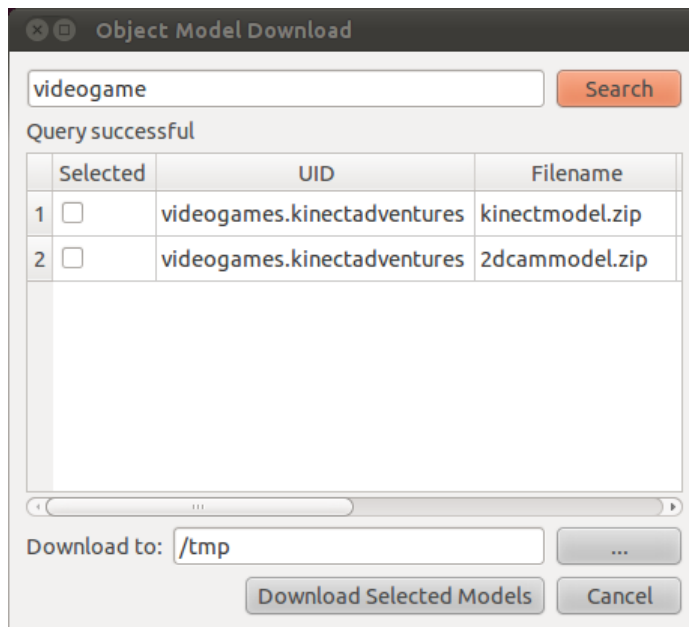 Object Model Download
videogame Search
Query successful
Selected UID Filename
1 videogames.kinectadventures kinectmodel.zip
2 videogames.kinectadventures 2dcammodel.zip
Download to: /tmp ...
Download Selected Models Cancel